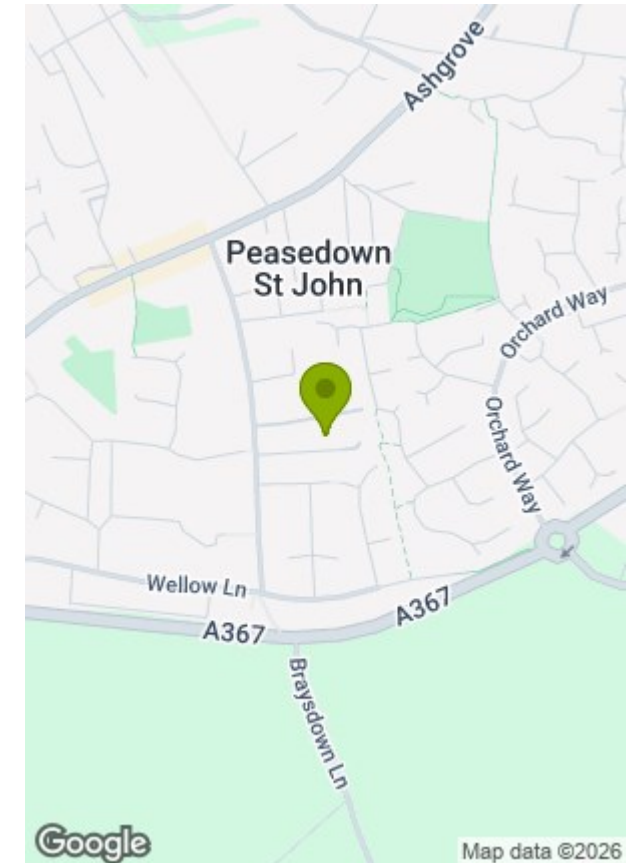 Ashgrove
Peasedown
St John
Orchard Way
Orchard Way
Wellow Ln
A367
A367
Braysdown Ln
Google
Map data ©2026